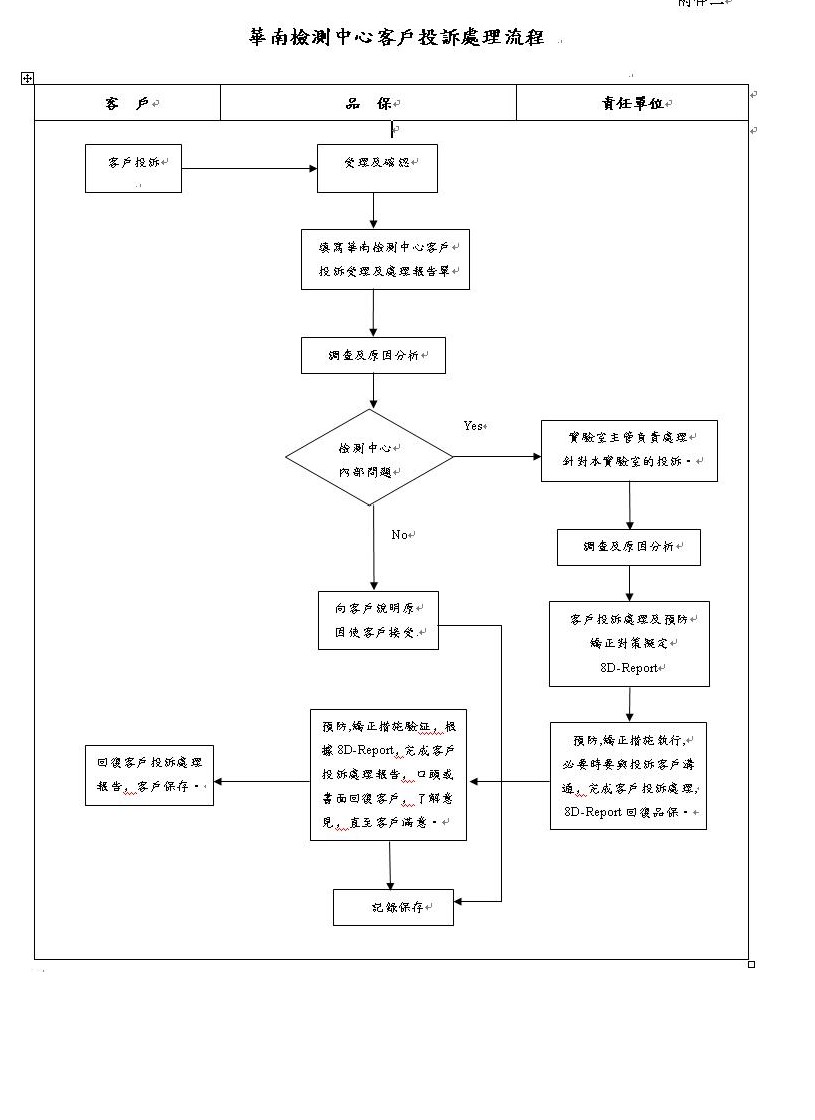 附件二
華南檢測中心客戶投訴處理流程
客 戶
品 保
責任單位
客戶投訴
受理及確認
填寫華南檢測中心客戶
投訴受理及處理報告單
調查及原因分析
檢測中心
內部問題
Yes
實驗室主管負責處理
針對本實驗室的投訴。
No
調查及原因分析
向客戶說明原
因使客戶接受.
客戶投訴處理及預防
矯正對策擬定
8D-Report
預防,矯正措施驗証，根
據8D-Report，完成客戶
投訴處理報告，口頭或
書面回復客戶，了解意
見，直至客戶滿意。
預防,矯正措施執行,
必要時要與投訴客戶溝
通，完成客戶投訴處理,
8D-Report 回復品保。
回復客戶投訴處理
報告，客戶保存。
記錄保存